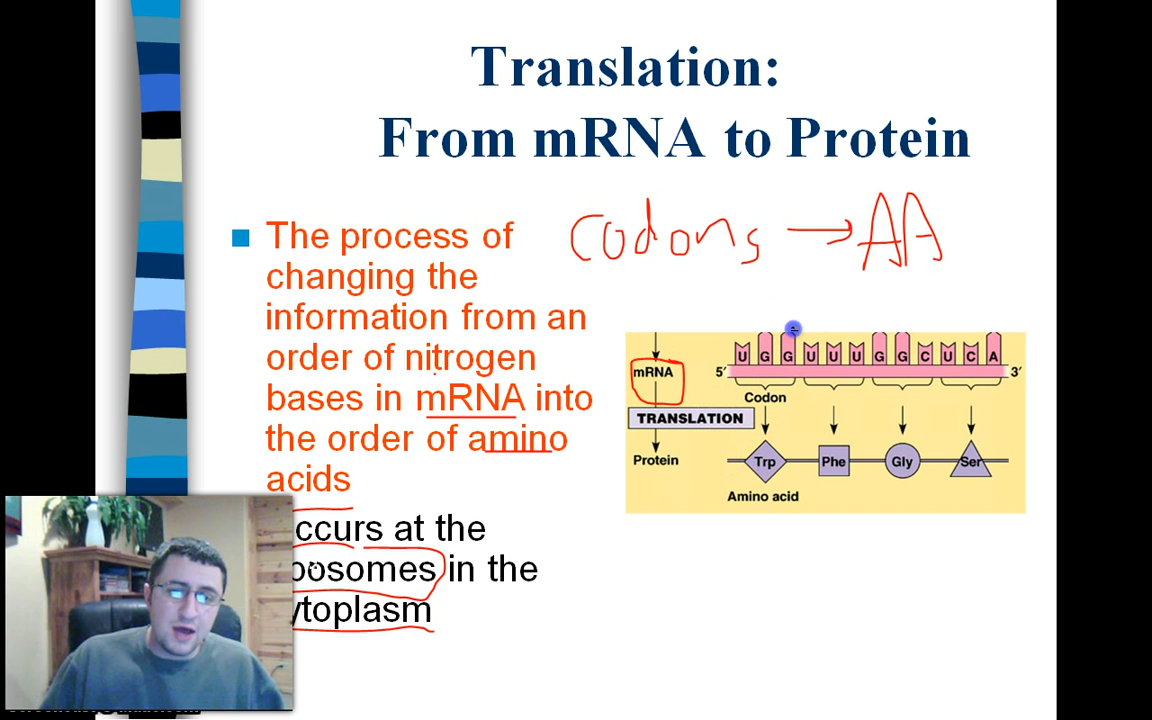 Translation:
From mRNA to Protein
The process of
changing the
information from an
order of nitrogen
bases in mRNA into
the order of amino
acids
ccurs at the
bosomes in the
ytoplasm
codons → AA
mRNA
TRANSLATION
Protein
5' U G G U U U G G C U C A 3'
Codon
Trp Phe Gly Ser
Amino acid